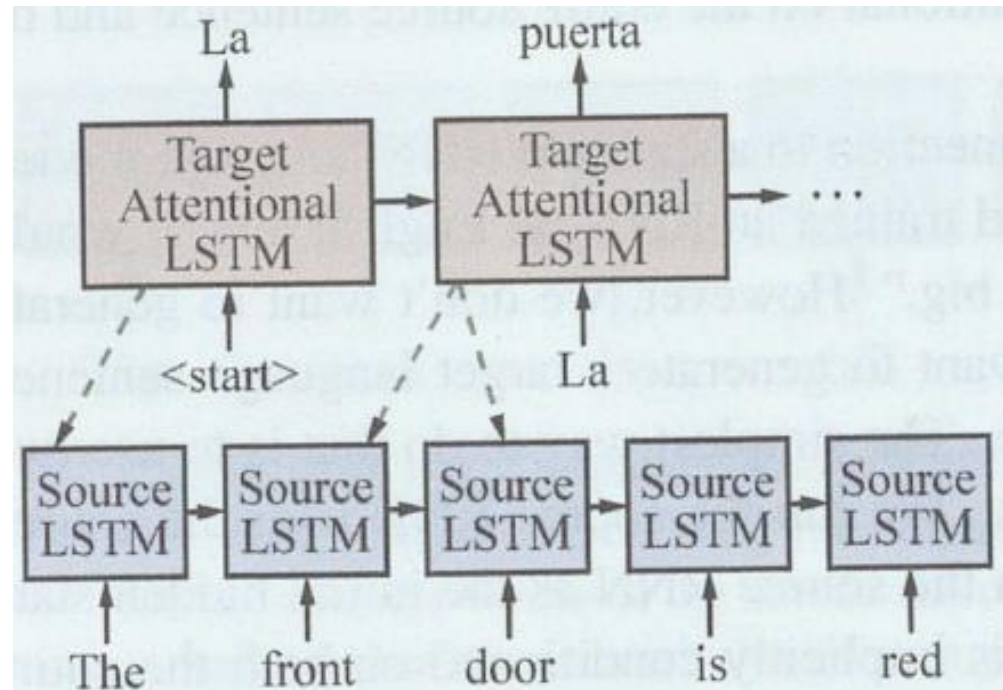 La puerta
Target Target
Attentional Attentional
LSTM LSTM
...
<start> La
Source Source Source Source Source
LSTM LSTM LSTM LSTM LSTM
The front door is red